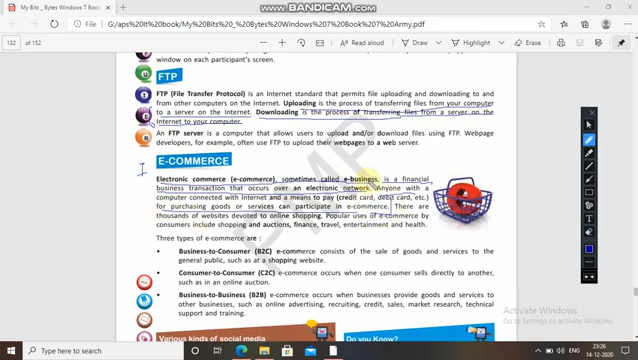 My Bits _ Bytes Windows 7 Book
WWW.BANDICAM.COM
G:/aps%20It%20book/My%20Bits%20_%20Bytes%20Windows%207%20Book%207%20Army.pdf
132 of 152
Read aloud
Draw
Highlight
Erase
window on each participant's screen.
U
FTP
FTP (File Transfer Protocol) is an Internet standard that permits file uploading and downloading to and
from other computers on the Internet. Uploading is the process of transferring files from your computer
to a server on the Internet. Downloading is the process of transferring files from a server on the
Internet to your computer.
An FTP server is a computer that allows users to upload and/or download files using FTP. Webpage
developers, for example, often use FTP to upload their webpages to a web server.
E-COMMERCE
Electronic commerce (e-commerce), sometimes called e-business, is a financial
business transaction that occurs over an electronic network. Anyone with a
computer connected with Internet and a means to pay (credit card, debit card, etc.)
for purchasing goods or services can participate in e-commerce. There are
thousands of websites devoted to online shopping. Popular uses of e-commerce by
consumers include shopping and auctions, finance, travel, entertainment and health.
Three types of e-commerce are :
• Business-to-Consumer (B2C) e-commerce consists of the sale of goods and services to the
general public, such as at a shopping website.
• Consumer-to-Consumer (C2C) e-commerce occurs when one consumer sells directly to another,
such as in an online auction.
• Business-to-Business (B2B) e-commerce occurs when businesses provide goods and services to
other businesses, such as online advertising, recruiting, credit, sales, market research, technical
support and training.
Various kinds of social media
Do you Know?
Activate Windows
Go to Settings to activate Windows.
Type here to search
23:26
14-12-2020